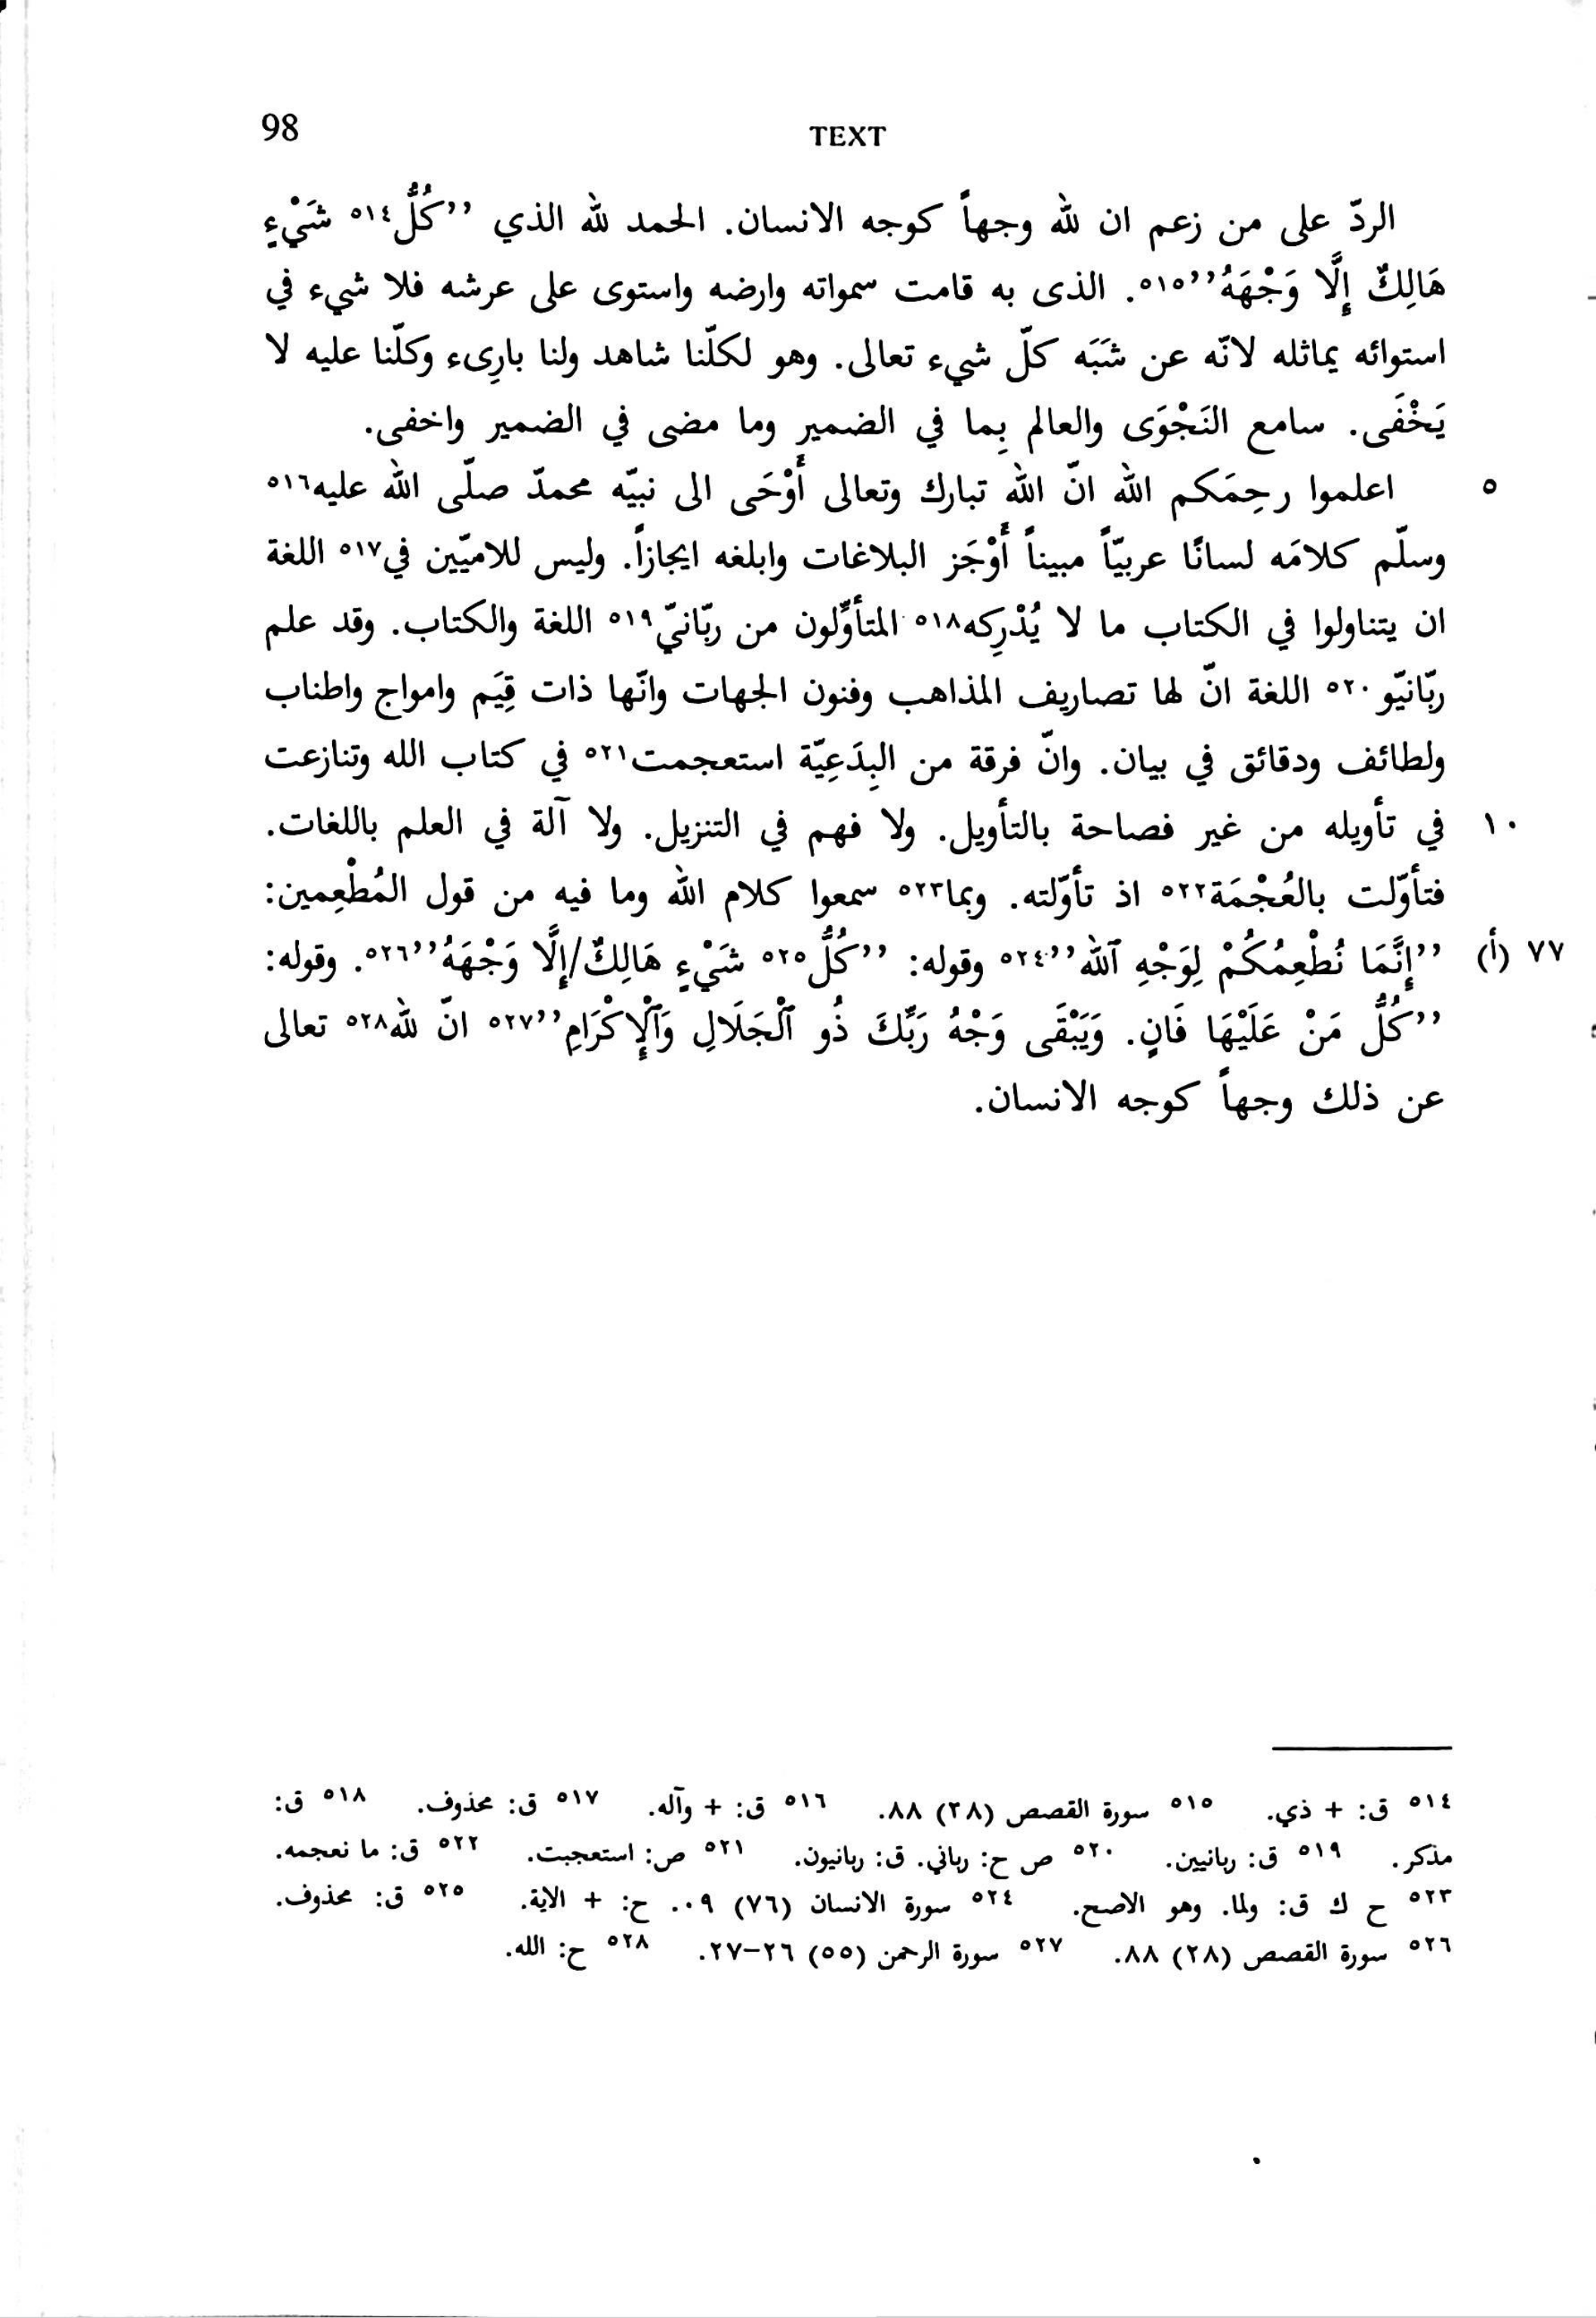 98
TEXT
الردّ على من زعم ان لله وجهاً كوجه الانسان. الحمد لله الذي ’’كُلُّ٥١٤ شَيْءٍ
هَالِكٌ إِلَّا وَجْهَهُ‘‘٥١٥. الذى به قامت سمواته وارضه واستوى على عرشه فلا شيء في
استوائه يماثله لانّه عن شَبَه كلّ شيء تعالى. وهو لكلّنا شاهد ولنا بارِىء وكلّنا عليه لا
يَخْفَى. سامع النَجْوَى والعالم بِما في الضمير وما مضى في الضمير واخفى.
٥ اعلموا رحِمَكم الله انّ الله تبارك وتعالى أَوْحَى الى نبيّه محمدّ صلّى الله عليه٥١٦
وسلّم كلامَه لسانًا عربيّاً مبيناً أَوْجَز البلاغات وابلغه ايجازاً. وليس للاميّين في٥١٧ اللغة
ان يتناولوا في الكتاب ما لا يُدْرِكه٥١٨ المتأوِّلون من ربّانيّ٥١٩ اللغة والكتاب. وقد علم
ربّانيّو٥٢٠ اللغة انّ لها تصاريف المذاهب وفنون الجهات وانّها ذات قِيَم وامواج واطناب
ولطائف ودقائق في بيان. وانّ فرقة من البِدَعِيّة استعجمت٥٢١ في كتاب الله وتنازعت
١٠ في تأويله من غير فصاحة بالتأويل. ولا فهم في التنزيل. ولا آلة في العلم باللغات.
فتأوّلت بالعُجْمَة٥٢٢ اذ تأوّلته. وبما٥٢٣ سمعوا كلام الله وما فيه من قول المُطْعِمين:
٧٧ (أ) ’’إِنَّمَا نُطْعِمُكُمْ لِوَجْهِ ٱلله‘‘٥٢٤ وقوله: ’’كُلُّ٥٢٥ شَيْءٍ هَالِكٌ/إِلَّا وَجْهَهُ‘‘٥٢٦. وقوله:
’’كُلُّ مَنْ عَلَيْهَا فَانٍ. وَيَبْقَى وَجْهُ رَبِّكَ ذُو ٱلْجَلَالِ وَٱلْإِكْرَامِ‘‘٥٢٧ انّ لله٥٢٨ تعالى
عن ذلك وجهاً كوجه الانسان.
٥١٤ ق: + ذي. ٥١٥ سورة القصص (٢٨) ٨٨. ٥١٦ ق: + وآله. ٥١٧ ق: محذوف. ٥١٨ ق:
مذكر. ٥١٩ ق: ربانيين. ٥٢٠ ص ح: رباني. ق: ربانيون. ٥٢١ ص: استعجبت. ٥٢٢ ق: ما نعجمه.
٥٢٣ ح ك ق: ولما. وهو الاصح. ٥٢٤ سورة الانسان (٧٦) ٠٩. ح: + الاية. ٥٢٥ ق: محذوف.
٥٢٦ سورة القصص (٢٨) ٨٨. ٥٢٧ سورة الرحمن (٥٥) ٢٦–٢٧. ٥٢٨ ح: الله.